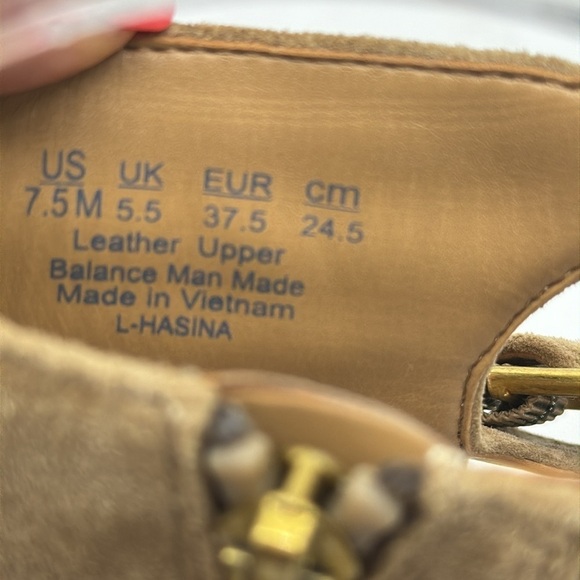 US UK EUR cm
7.5 M 5.5 37.5 24.5
Leather Upper
Balance Man Made
Made in Vietnam
L-HASINA